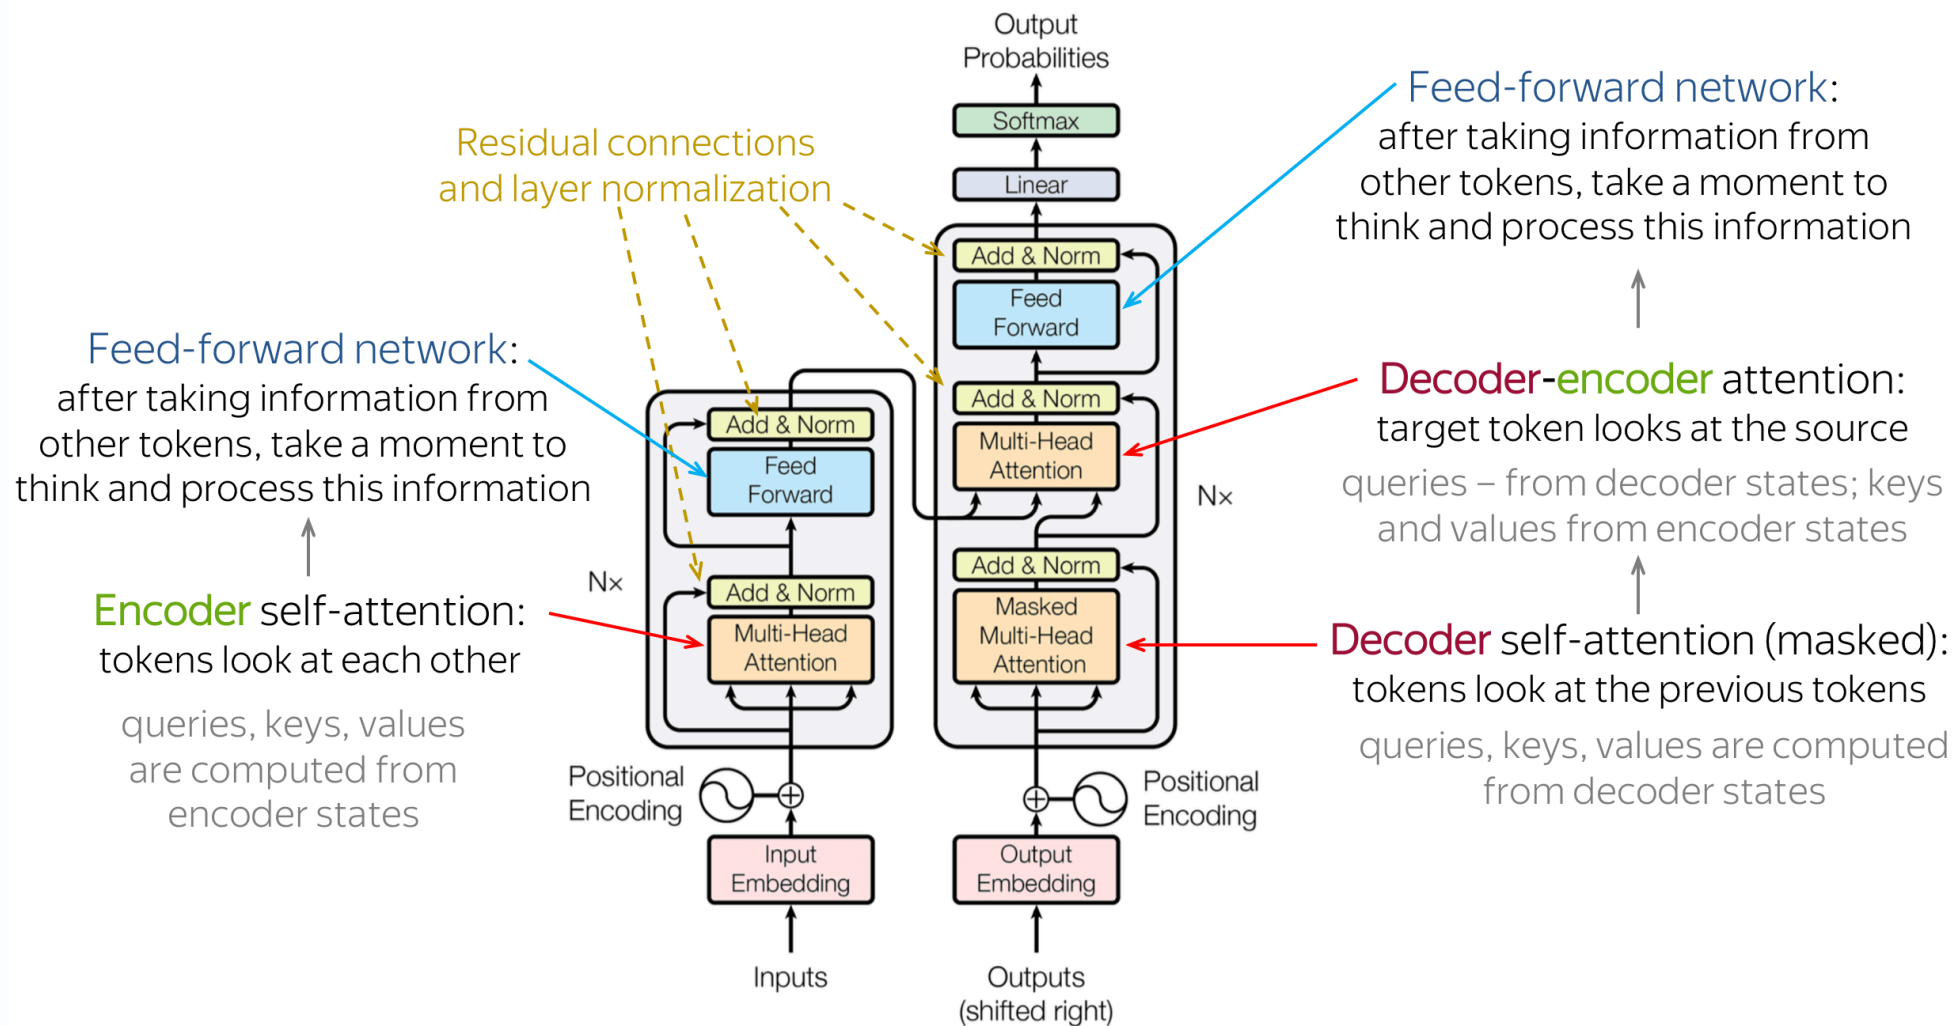 Output
Probabilities
Softmax
Linear
Add & Norm
Feed
Forward
Add & Norm
Multi-Head
Attention
Add & Norm
Masked
Multi-Head
Attention
N×
Positional
Encoding
Output
Embedding
Outputs
(shifted right)
Residual connections
and layer normalization
Feed-forward network:
after taking information from
other tokens, take a moment to
think and process this information
Encoder self-attention:
tokens look at each other
queries, keys, values
are computed from
encoder states
Add & Norm
Feed
Forward
N×
Add & Norm
Multi-Head
Attention
Positional
Encoding
Input
Embedding
Inputs
Feed-forward network:
after taking information from
other tokens, take a moment to
think and process this information
Decoder-encoder attention:
target token looks at the source
queries – from decoder states; keys
and values from encoder states
Decoder self-attention (masked):
tokens look at the previous tokens
queries, keys, values are computed
from decoder states